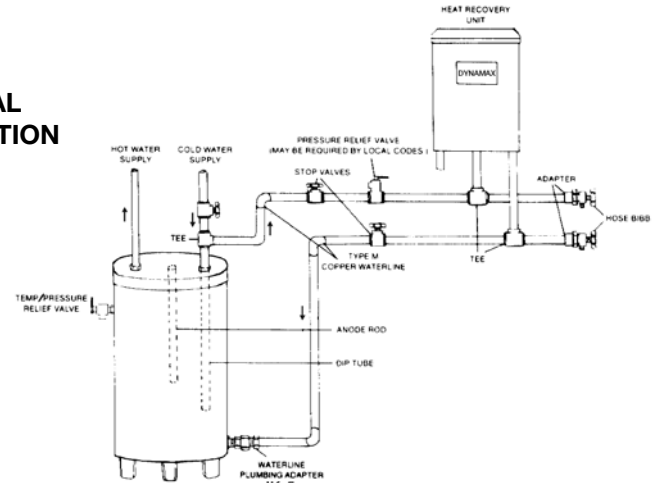 HEAT RECOVERY
UNIT
DYNAMAX
AL
TION
HOT WATER
SUPPLY
COLD WATER
SUPPLY
PRESSURE RELIEF VALVE
(MAY BE REQUIRED BY LOCAL CODES)
STOP VALVES
ADAPTER
HOSE BIBB
TEE
TYPE M
COPPER WATERLINE
TEE
TEMP/PRESSURE
RELIEF VALVE
ANODE ROD
DIP TUBE
WATERLINE
PLUMBING ADAPTER